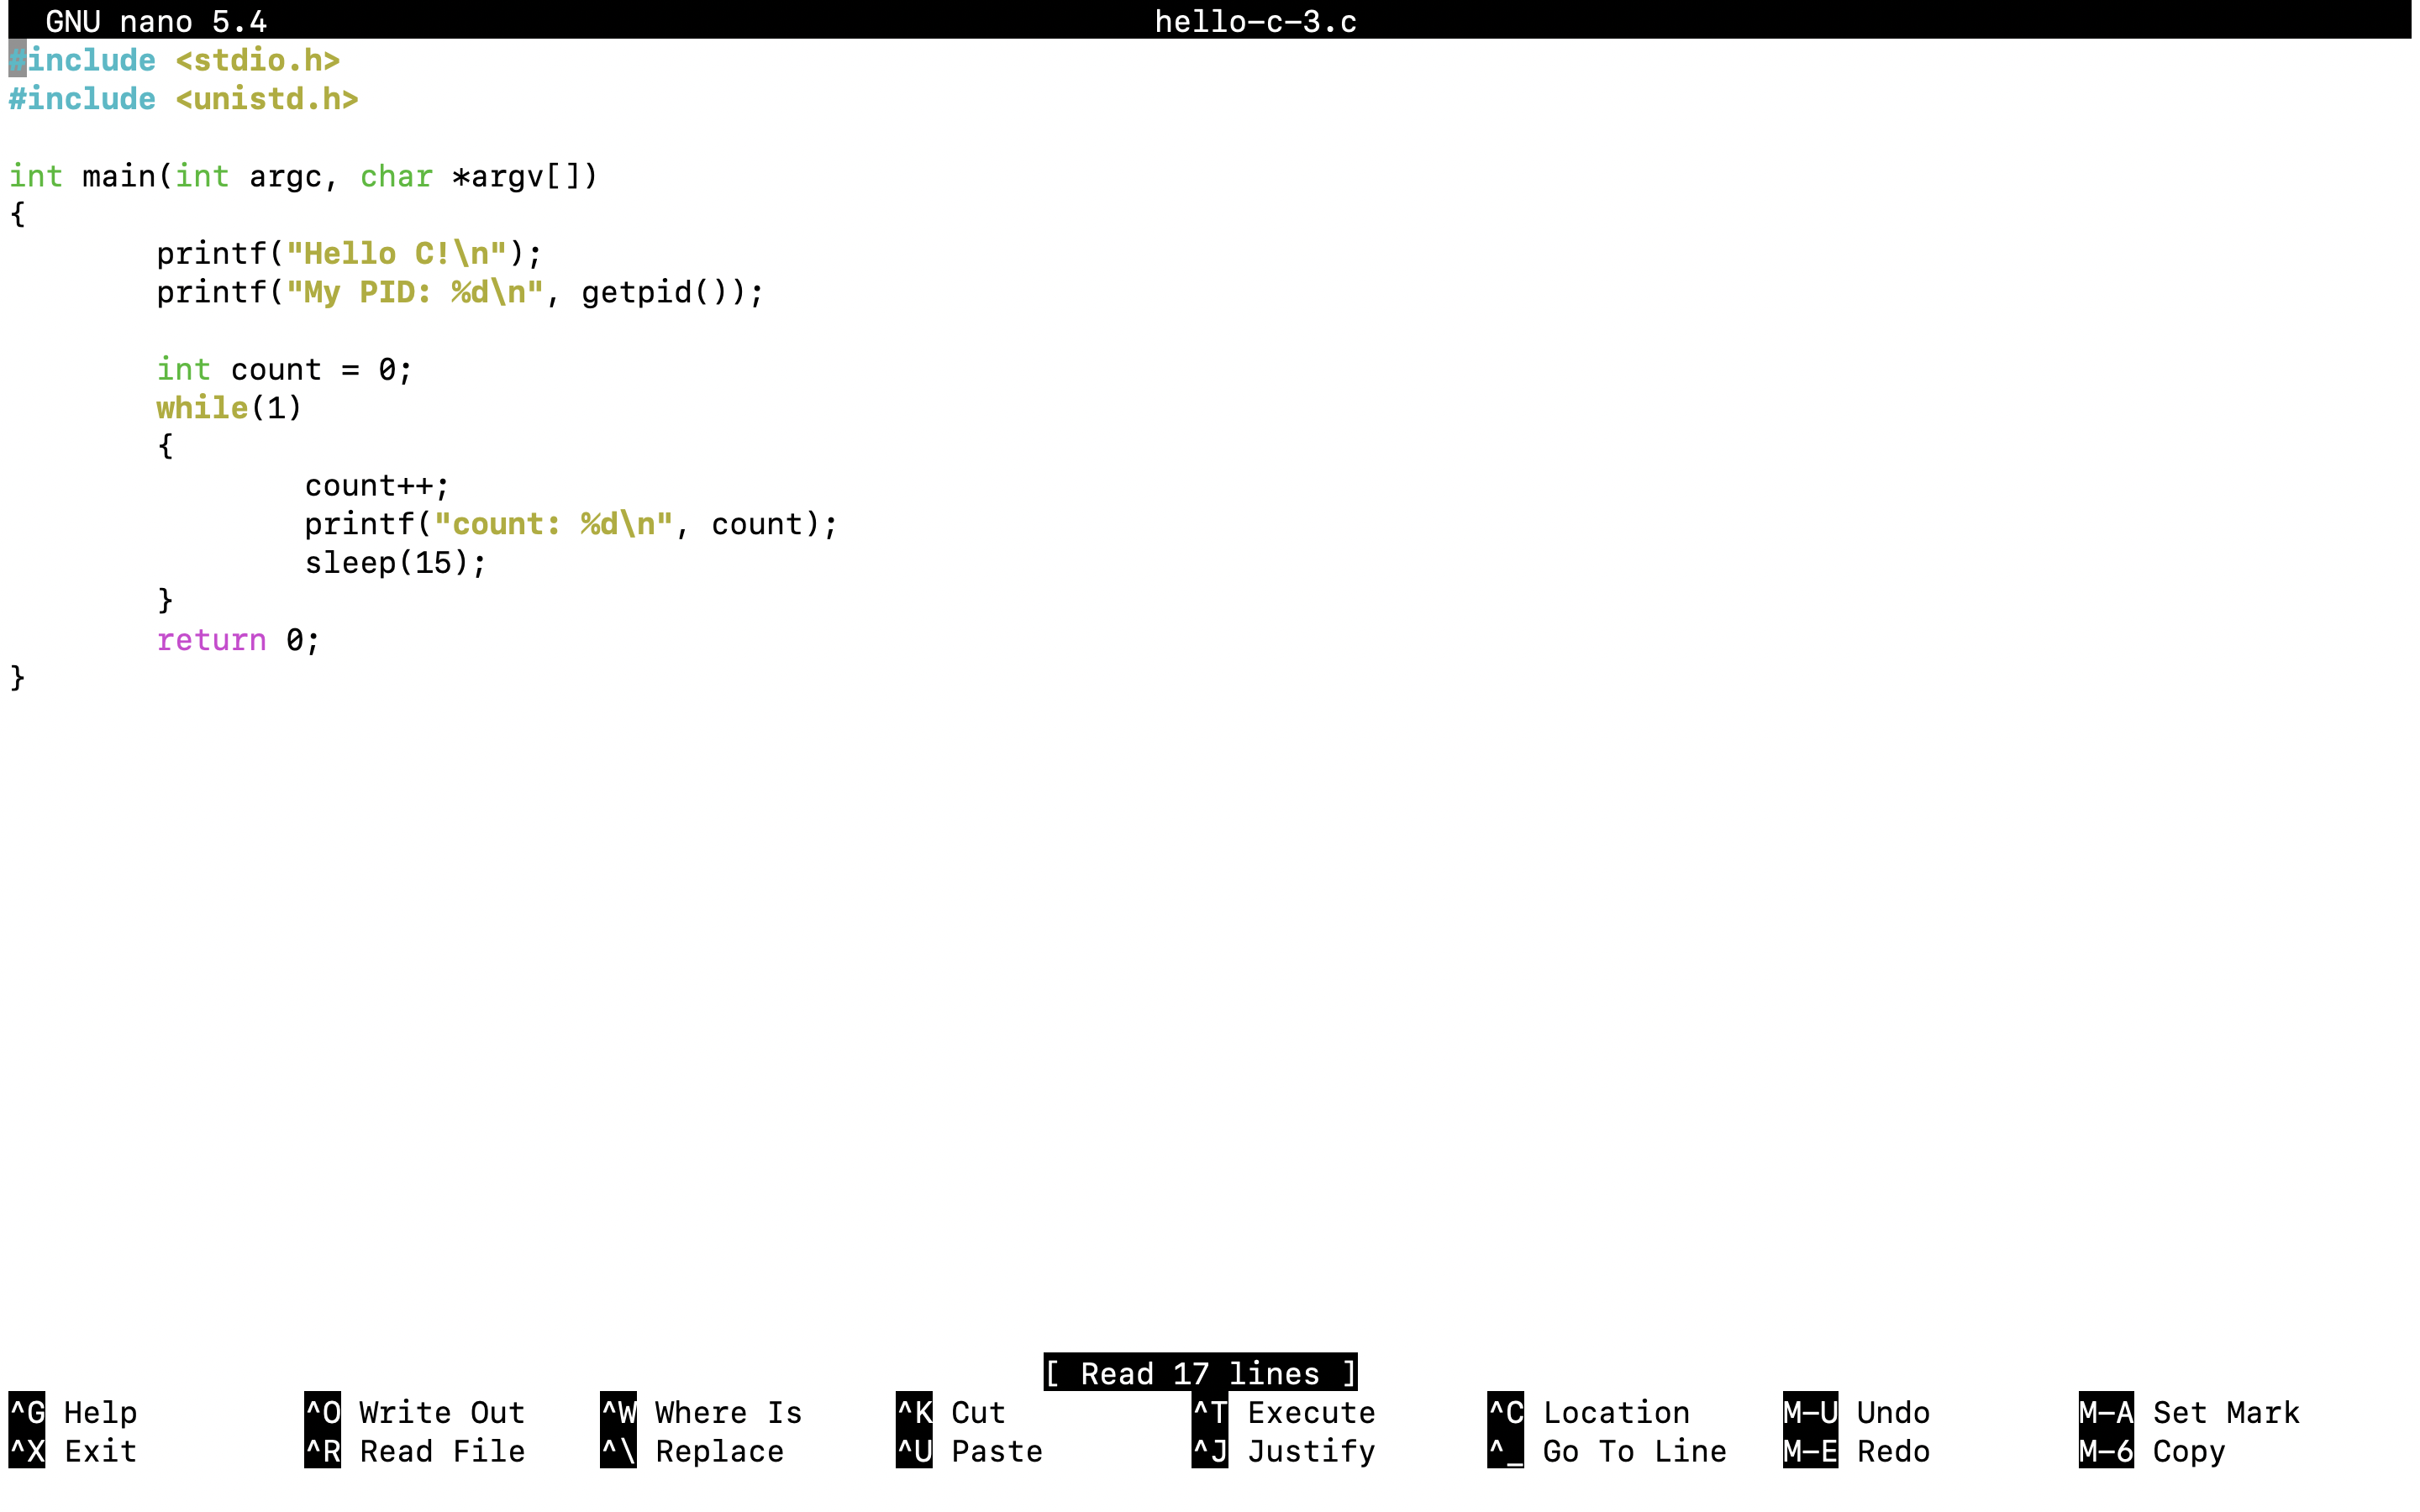 GNU nano 5.4 hello-c-3.c
#include <stdio.h>
#include <unistd.h>

int main(int argc, char *argv[])
{
        printf("Hello C!\n");
        printf("My PID: %d\n", getpid());

        int count = 0;
        while(1)
        {
                count++;
                printf("count: %d\n", count);
                sleep(15);
        }
        return 0;
}
[ Read 17 lines ]
^G Help ^O Write Out ^W Where Is ^K Cut ^T Execute ^C Location M-U Undo M-A Set Mark
^X Exit ^R Read File ^\ Replace ^U Paste ^J Justify ^_ Go To Line M-E Redo M-6 Copy